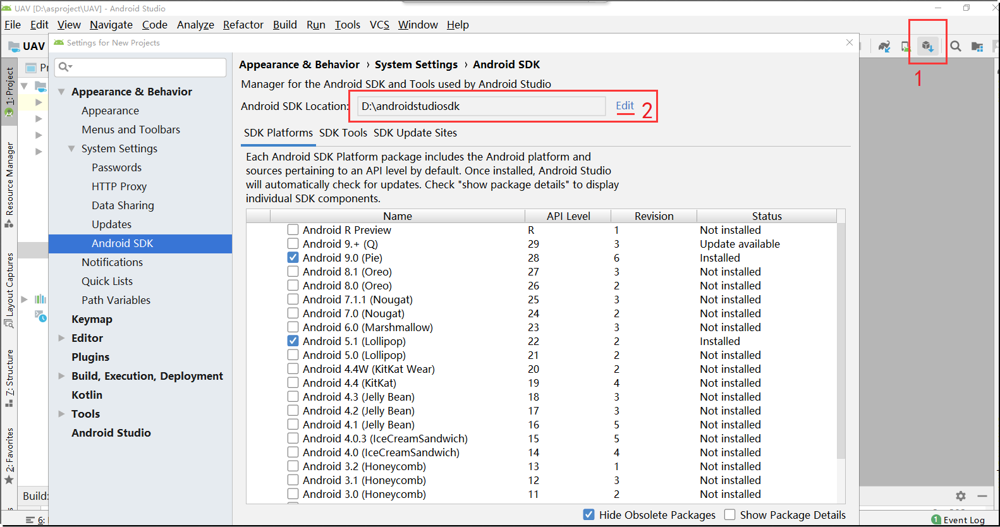 UAV [D:\asproject\UAV] - Android Studio
File Edit View Navigate Code Analyze Refactor Build Run Tools VCS Window Help
UAV
Settings for New Projects
1
1: Project
Resource Manager
Layout Captures
7: Structure
2: Favorites
Appearance & Behavior
Appearance
Menus and Toolbars
System Settings
Passwords
HTTP Proxy
Data Sharing
Updates
Android SDK
Notifications
Quick Lists
Path Variables
Keymap
Editor
Plugins
Build, Execution, Deployment
Kotlin
Tools
Android Studio
Appearance & Behavior › System Settings › Android SDK
Manager for the Android SDK and Tools used by Android Studio
Android SDK Location: D:\androidstudiosdk Edit 2
SDK Platforms SDK Tools SDK Update Sites
Each Android SDK Platform package includes the Android platform and
sources pertaining to an API level by default. Once installed, Android Studio
will automatically check for updates. Check "show package details" to display
individual SDK components.
Name API Level Revision Status
Android R Preview R 1 Not installed
Android 9.+ (Q) 29 3 Update available
Android 9.0 (Pie) 28 6 Installed
Android 8.1 (Oreo) 27 3 Not installed
Android 8.0 (Oreo) 26 2 Not installed
Android 7.1.1 (Nougat) 25 3 Not installed
Android 7.0 (Nougat) 24 2 Not installed
Android 6.0 (Marshmallow) 23 3 Not installed
Android 5.1 (Lollipop) 22 2 Installed
Android 5.0 (Lollipop) 21 2 Not installed
Android 4.4W (KitKat Wear) 20 2 Not installed
Android 4.4 (KitKat) 19 4 Not installed
Android 4.3 (Jelly Bean) 18 3 Not installed
Android 4.2 (Jelly Bean) 17 3 Not installed
Android 4.1 (Jelly Bean) 16 5 Not installed
Android 4.0.3 (IceCreamSandwich) 15 5 Not installed
Android 4.0 (IceCreamSandwich) 14 4 Not installed
Android 3.2 (Honeycomb) 13 1 Not installed
Android 3.1 (Honeycomb) 12 3 Not installed
Android 3.0 (Honeycomb) 11 2 Not installed
Hide Obsolete Packages Show Package Details
Build:
6:
1 Event Log